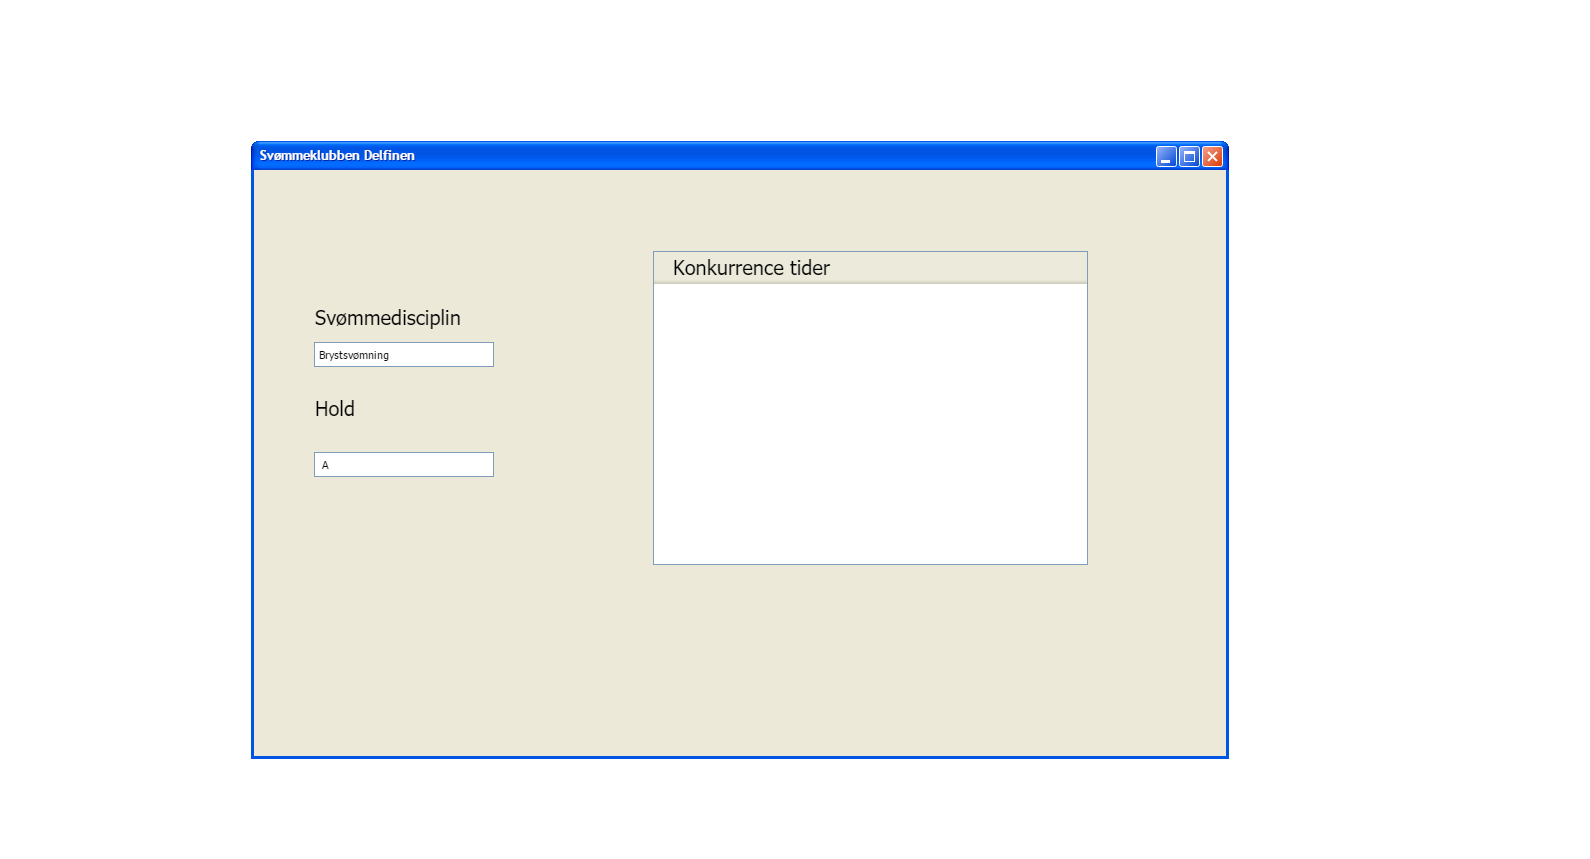 Svømmeklubben Delfinen
Konkurrence tider
Svømmedisciplin
Brystsvømning
Hold
A